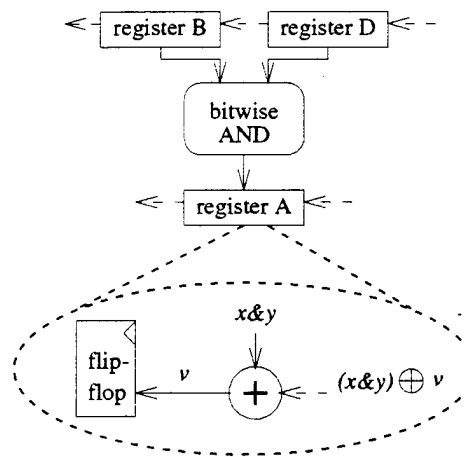 register B
register D
bitwise
AND
register A
x&y
flip-
flop
v
+
(x&y) ⊕ v